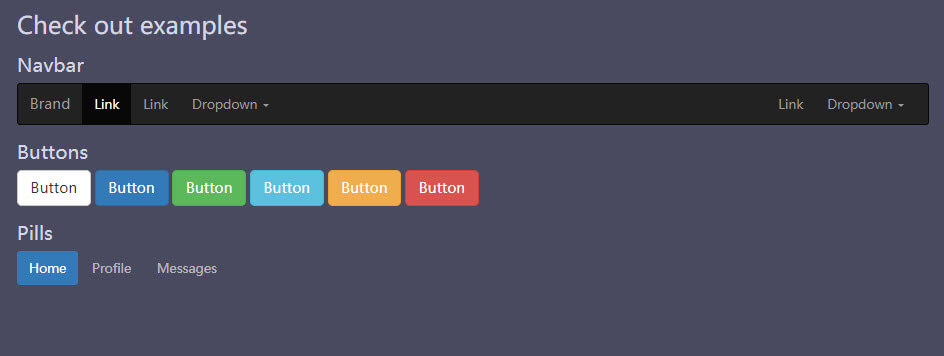 Check out examples
Navbar
Brand Link Link Dropdown Link Dropdown
Buttons
Button Button Button Button Button Button
Pills
Home Profile Messages